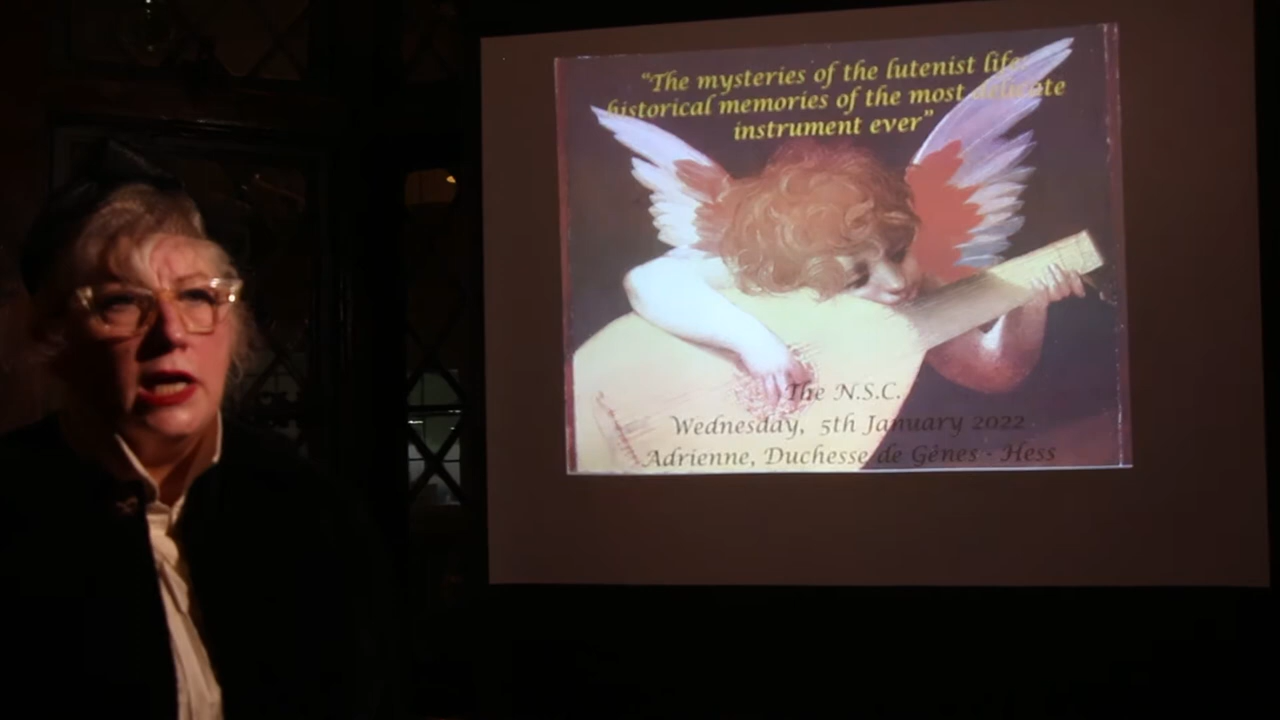 "The mysteries of the lutenist life
historical memories of the most delicate
instrument ever"
The N.S.C.
Wednesday, 5th January 2022
Adrienne, Duchesse de Gênes - Hess